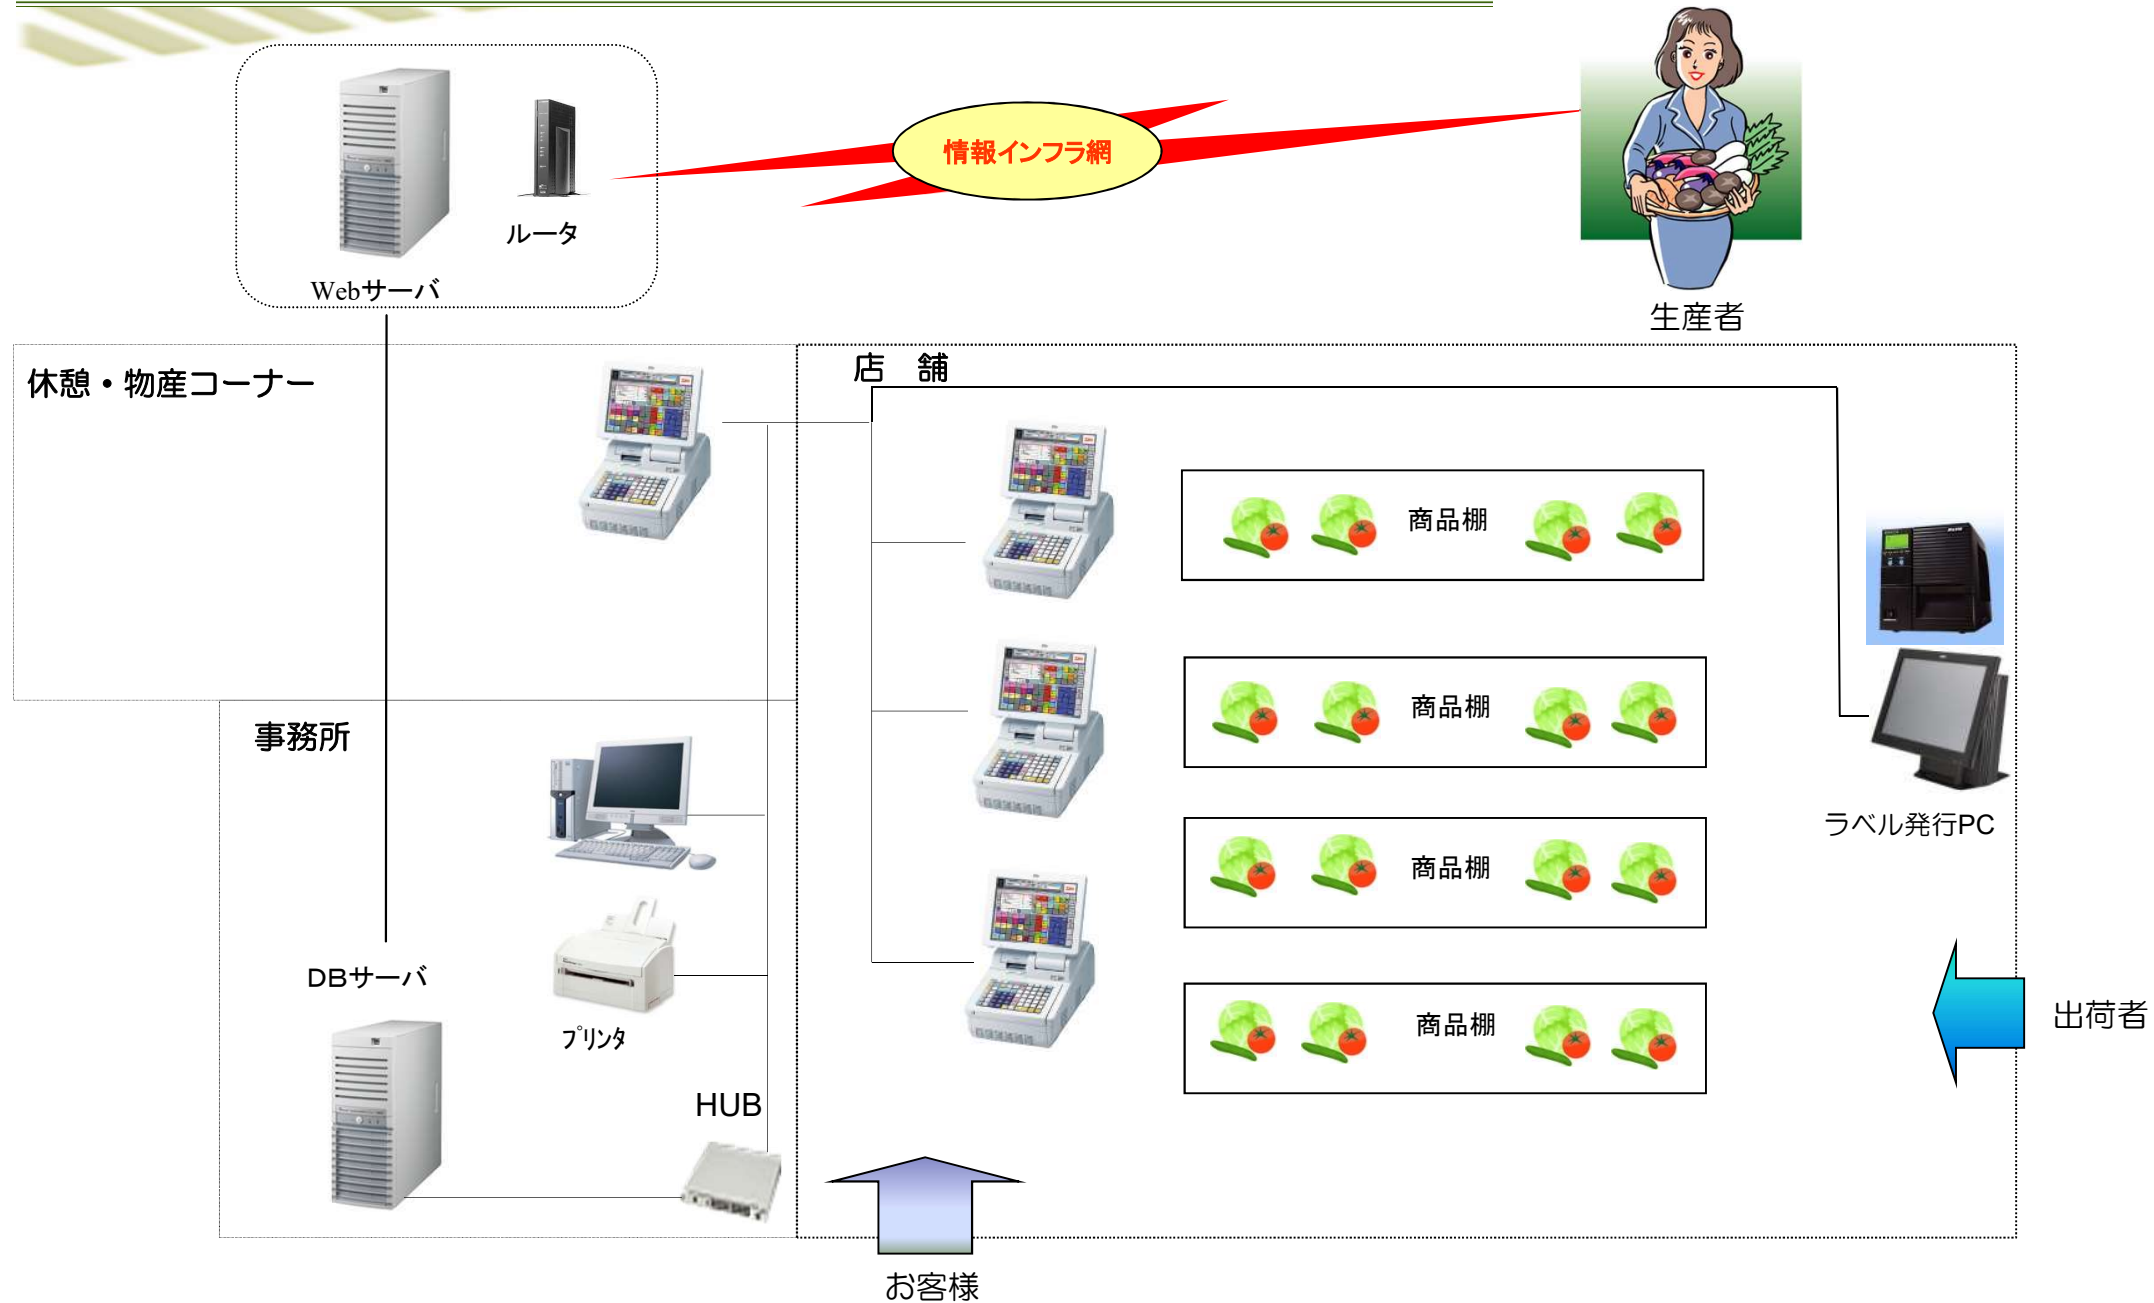 情報インフラ網
ルータ
Webサーバ
生産者
休憩・物産コーナー
店 舗
商品棚
事務所
商品棚
ラベル発行PC
商品棚
DBサーバ
プリンタ
商品棚
出荷者
HUB
お客様